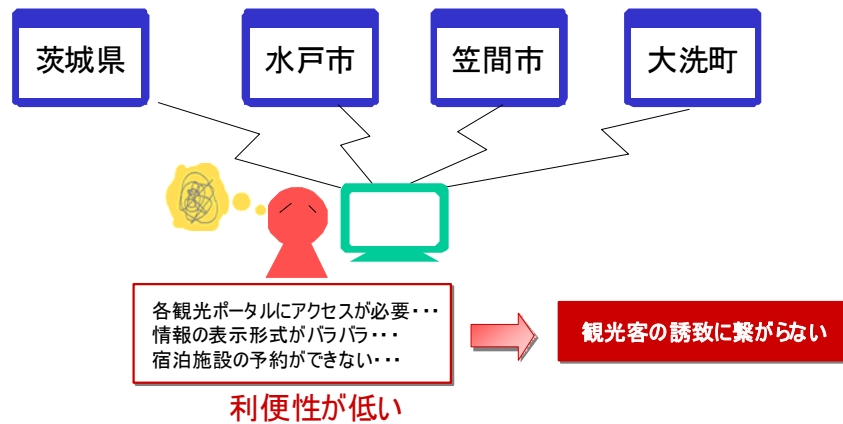 茨城県
水戸市
笠間市
大洗町
各観光ポータルにアクセスが必要・・・
情報の表示形式がバラバラ・・・
宿泊施設の予約ができない・・・
観光客の誘致に繋がらない
利便性が低い